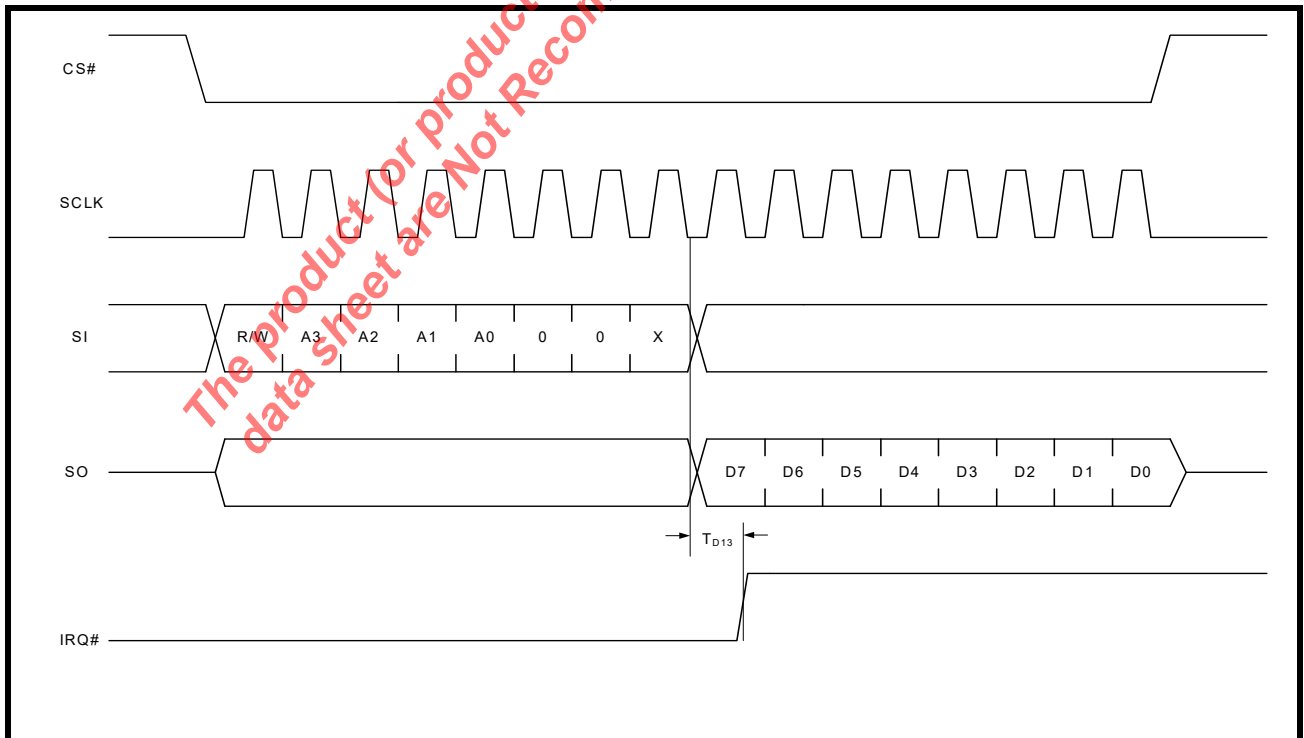 CS#
SCLK
SI
R/W A3 A2 A1 A0 0 0 X
SO
D7 D6 D5 D4 D3 D2 D1 D0
TD13
IRQ#
The product (or product
data sheet are Not Recom